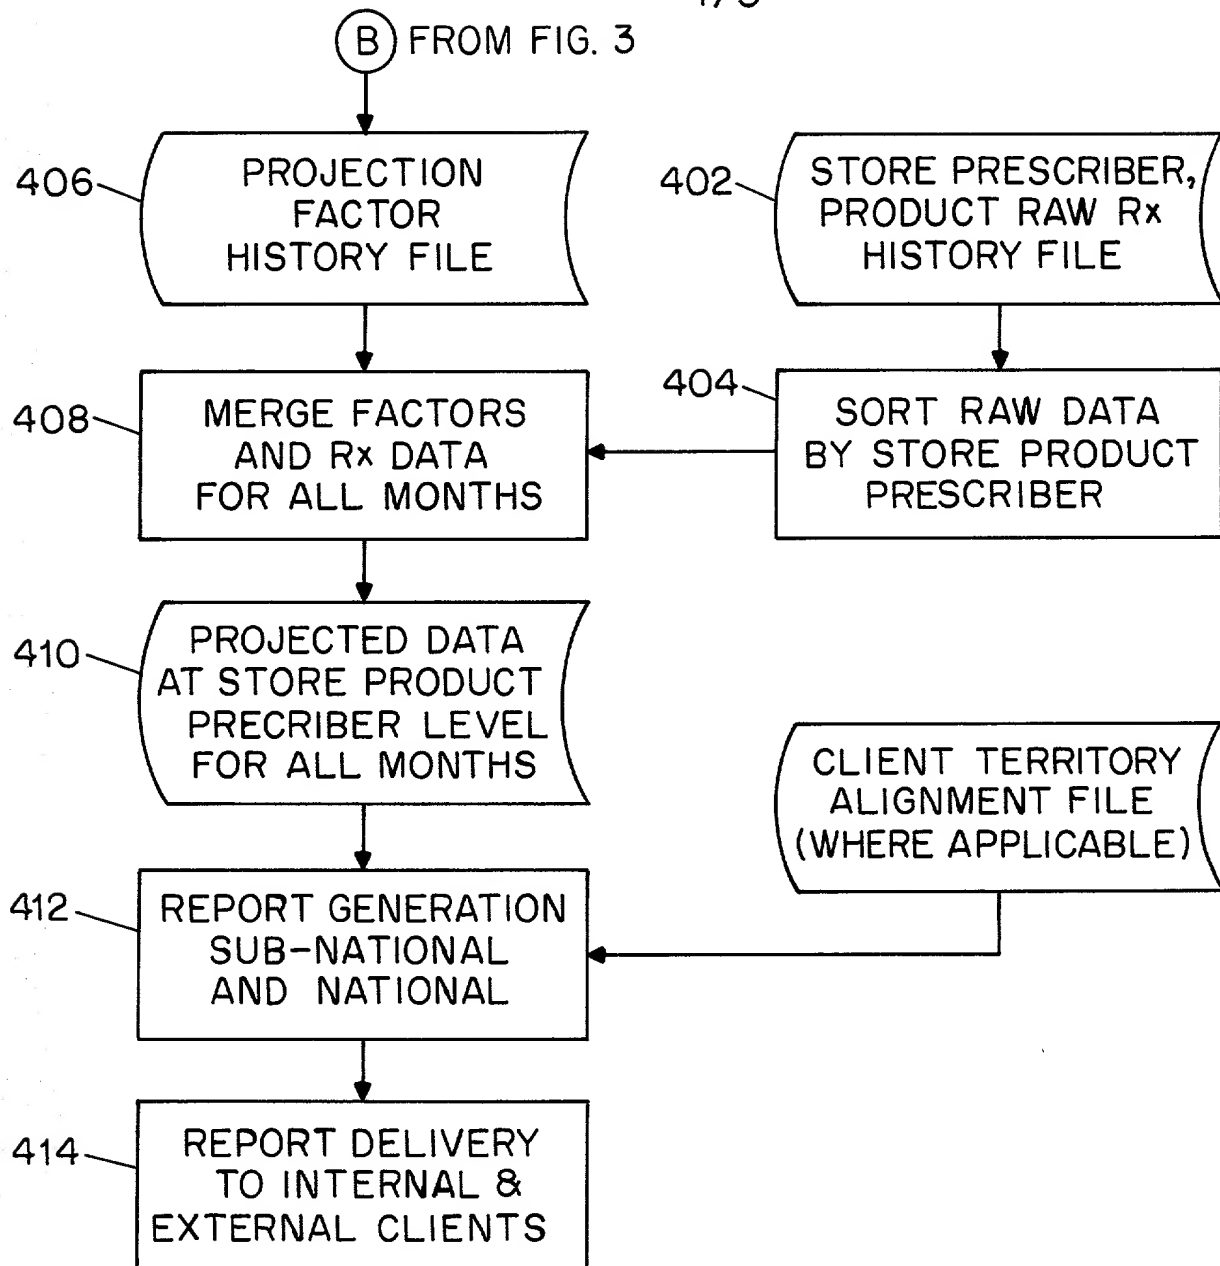 B FROM FIG. 3
406
PROJECTION
FACTOR
HISTORY FILE
402
STORE PRESCRIBER,
PRODUCT RAW Rx
HISTORY FILE
408
MERGE FACTORS
AND Rx DATA
FOR ALL MONTHS
404
SORT RAW DATA
BY STORE PRODUCT
PRESCRIBER
410
PROJECTED DATA
AT STORE PRODUCT
PRECRIBER LEVEL
FOR ALL MONTHS
CLIENT TERRITORY
ALIGNMENT FILE
(WHERE APPLICABLE)
412
REPORT GENERATION
SUB-NATIONAL
AND NATIONAL
414
REPORT DELIVERY
TO INTERNAL &
EXTERNAL CLIENTS